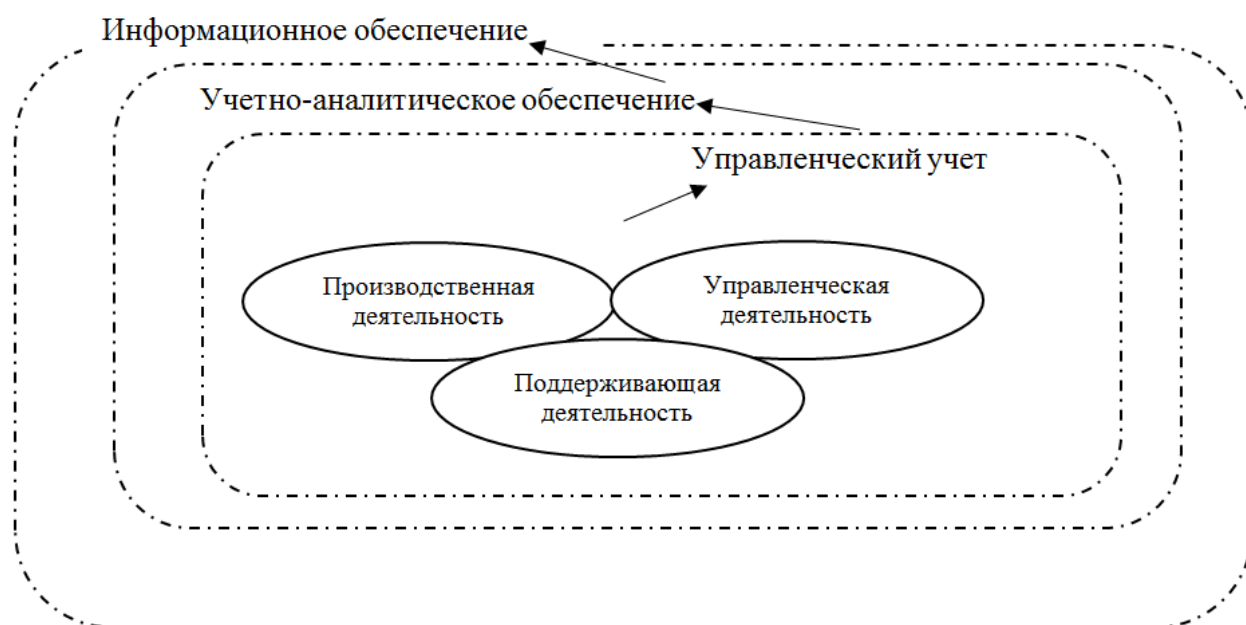 Информационное обеспечение
Учетно-аналитическое обеспечение
Управленческий учет
Производственная
деятельность
Управленческая
деятельность
Поддерживающая
деятельность